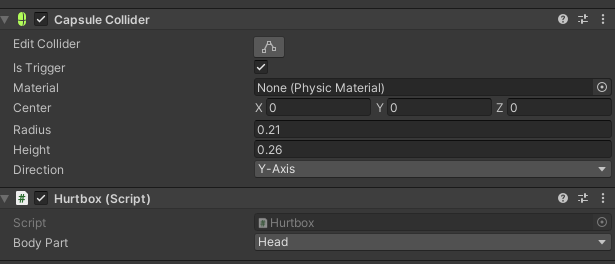 Capsule Collider
Edit Collider
Is Trigger
Material None (Physic Material)
Center X 0 Y 0 Z 0
Radius 0.21
Height 0.26
Direction Y-Axis
# Hurtbox (Script)
Script # Hurtbox
Body Part Head